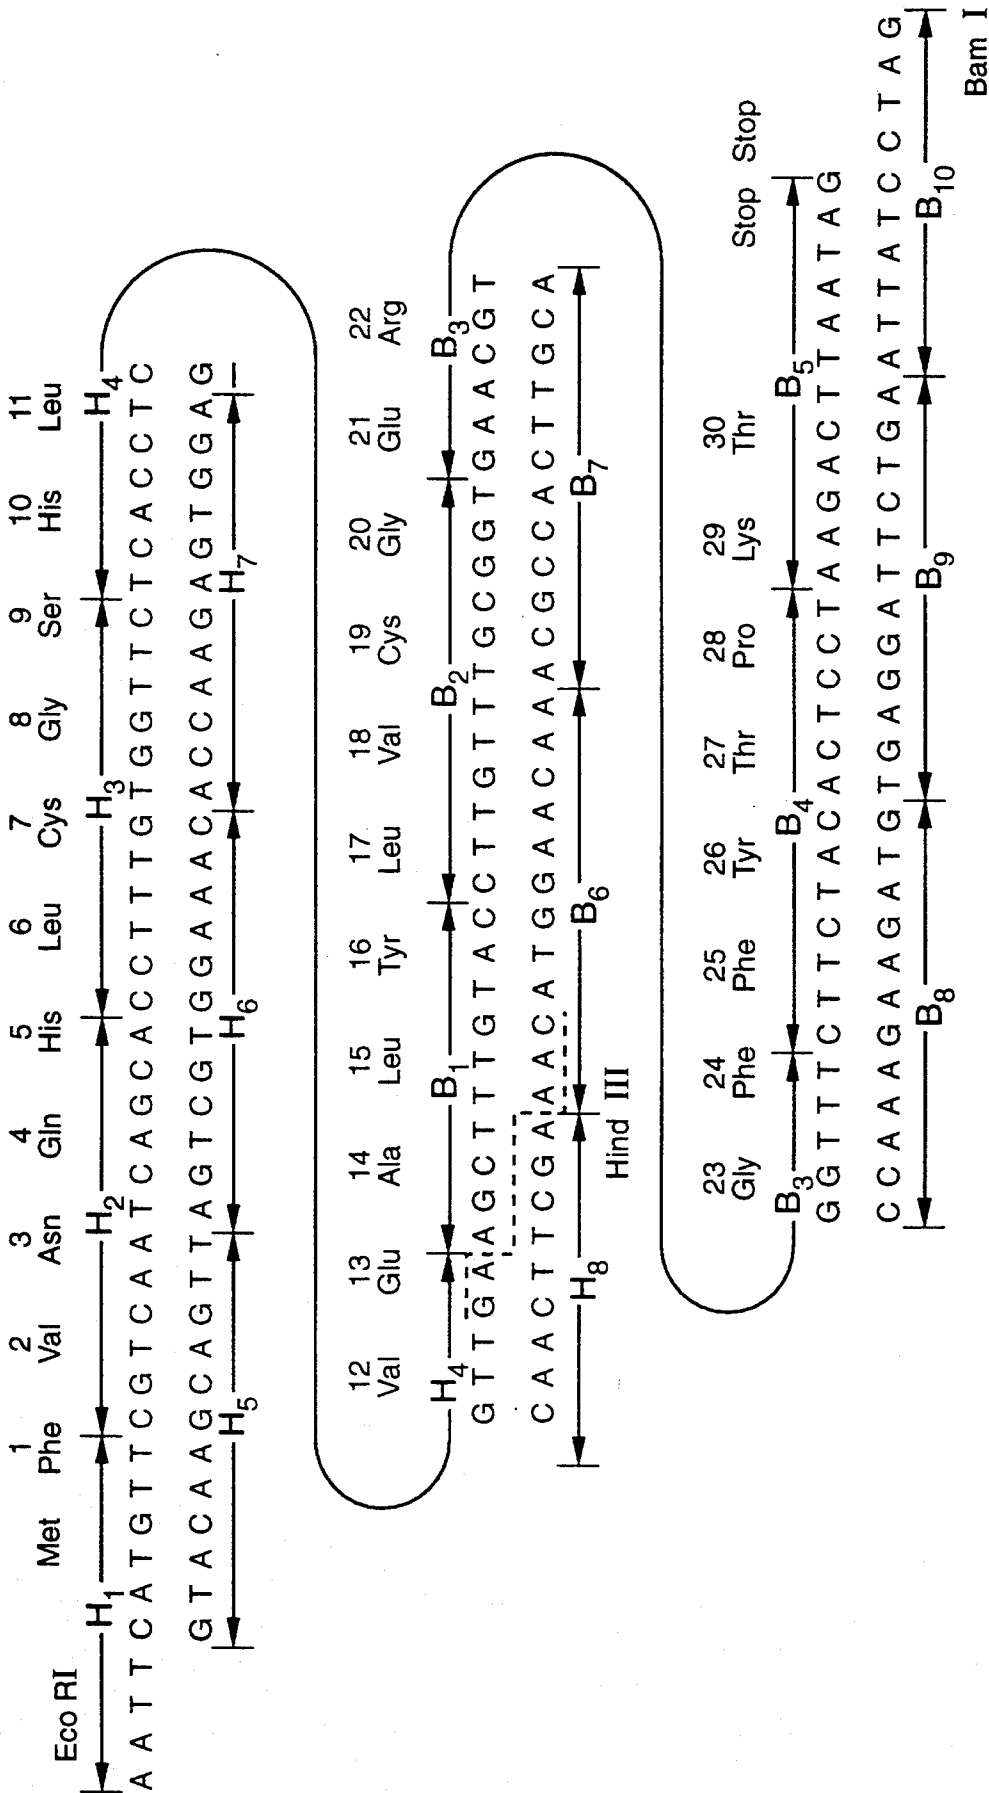 Met 1 2 3 4 5 6 7 8 9 10 11
Phe Val Asn Gln His Leu Cys Gly Ser His Leu
Eco RI
H1 H2 H3 H4
A A T T C A T G T T C G T C A A T C A G C A C C T T T G T G G T T C T C A C C T C
G T A C A A G C A G T T A G T C G T G G A A A C A C C A A G A G T G G A G
H5 H6 H7
12 13 14 15 16 17 18 19 20 21 22
Val Glu Ala Leu Tyr Leu Val Cys Gly Glu Arg
H4 B1 B2 B3
G T T G A A G C T T T G T A C C T T G T T T G C G G T G A A C G T
C A A C T T C G A A A C A T G G A A C A A A C G C C A C T T G C A
H8 B6 B7
Hind III
23 24 25 26 27 28 29 30
Gly Phe Phe Tyr Thr Pro Lys Thr Stop Stop
B3 B4 B5
G G T T T C T T C T A C A C T C C T A A G A C T T A A T A G
C C A A A G A A G A T G T G A G G A T T C T G A A T T A T C C T A G
B8 B9 B10
Bam I